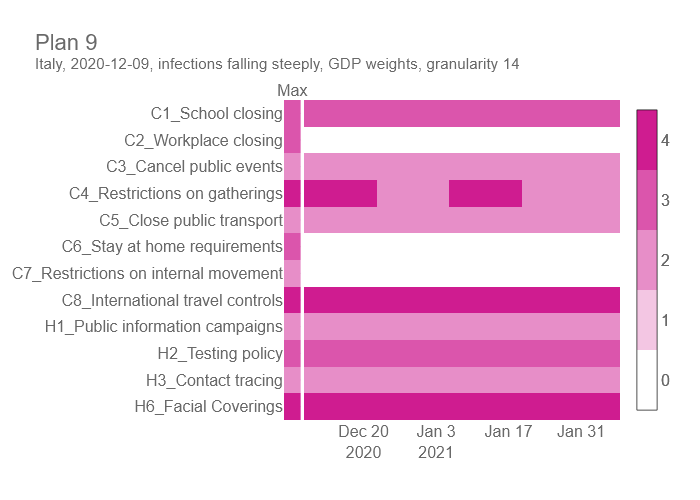 Plan 9
Italy, 2020-12-09, infections falling steeply, GDP weights, granularity 14
Max
C1_School closing
C2_Workplace closing
C3_Cancel public events
C4_Restrictions on gatherings
C5_Close public transport
C6_Stay at home requirements
C7_Restrictions on internal movement
C8_International travel controls
H1_Public information campaigns
H2_Testing policy
H3_Contact tracing
H6_Facial Coverings
4
3
2
1
0
Dec 20 Jan 3 Jan 17 Jan 31
2020 2021